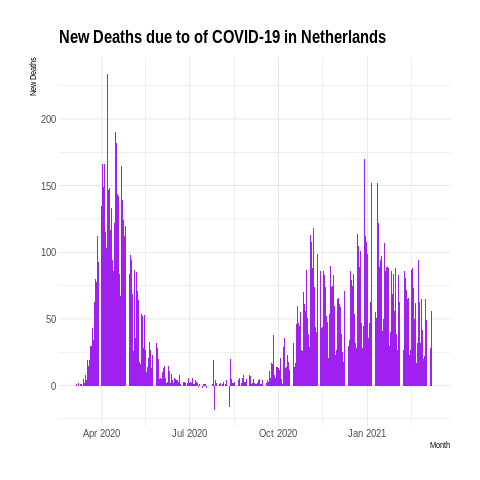 New Deaths due to of COVID-19 in Netherlands
New Deaths
200
150
100
50
0
Apr 2020 Jul 2020 Oct 2020 Jan 2021
Month